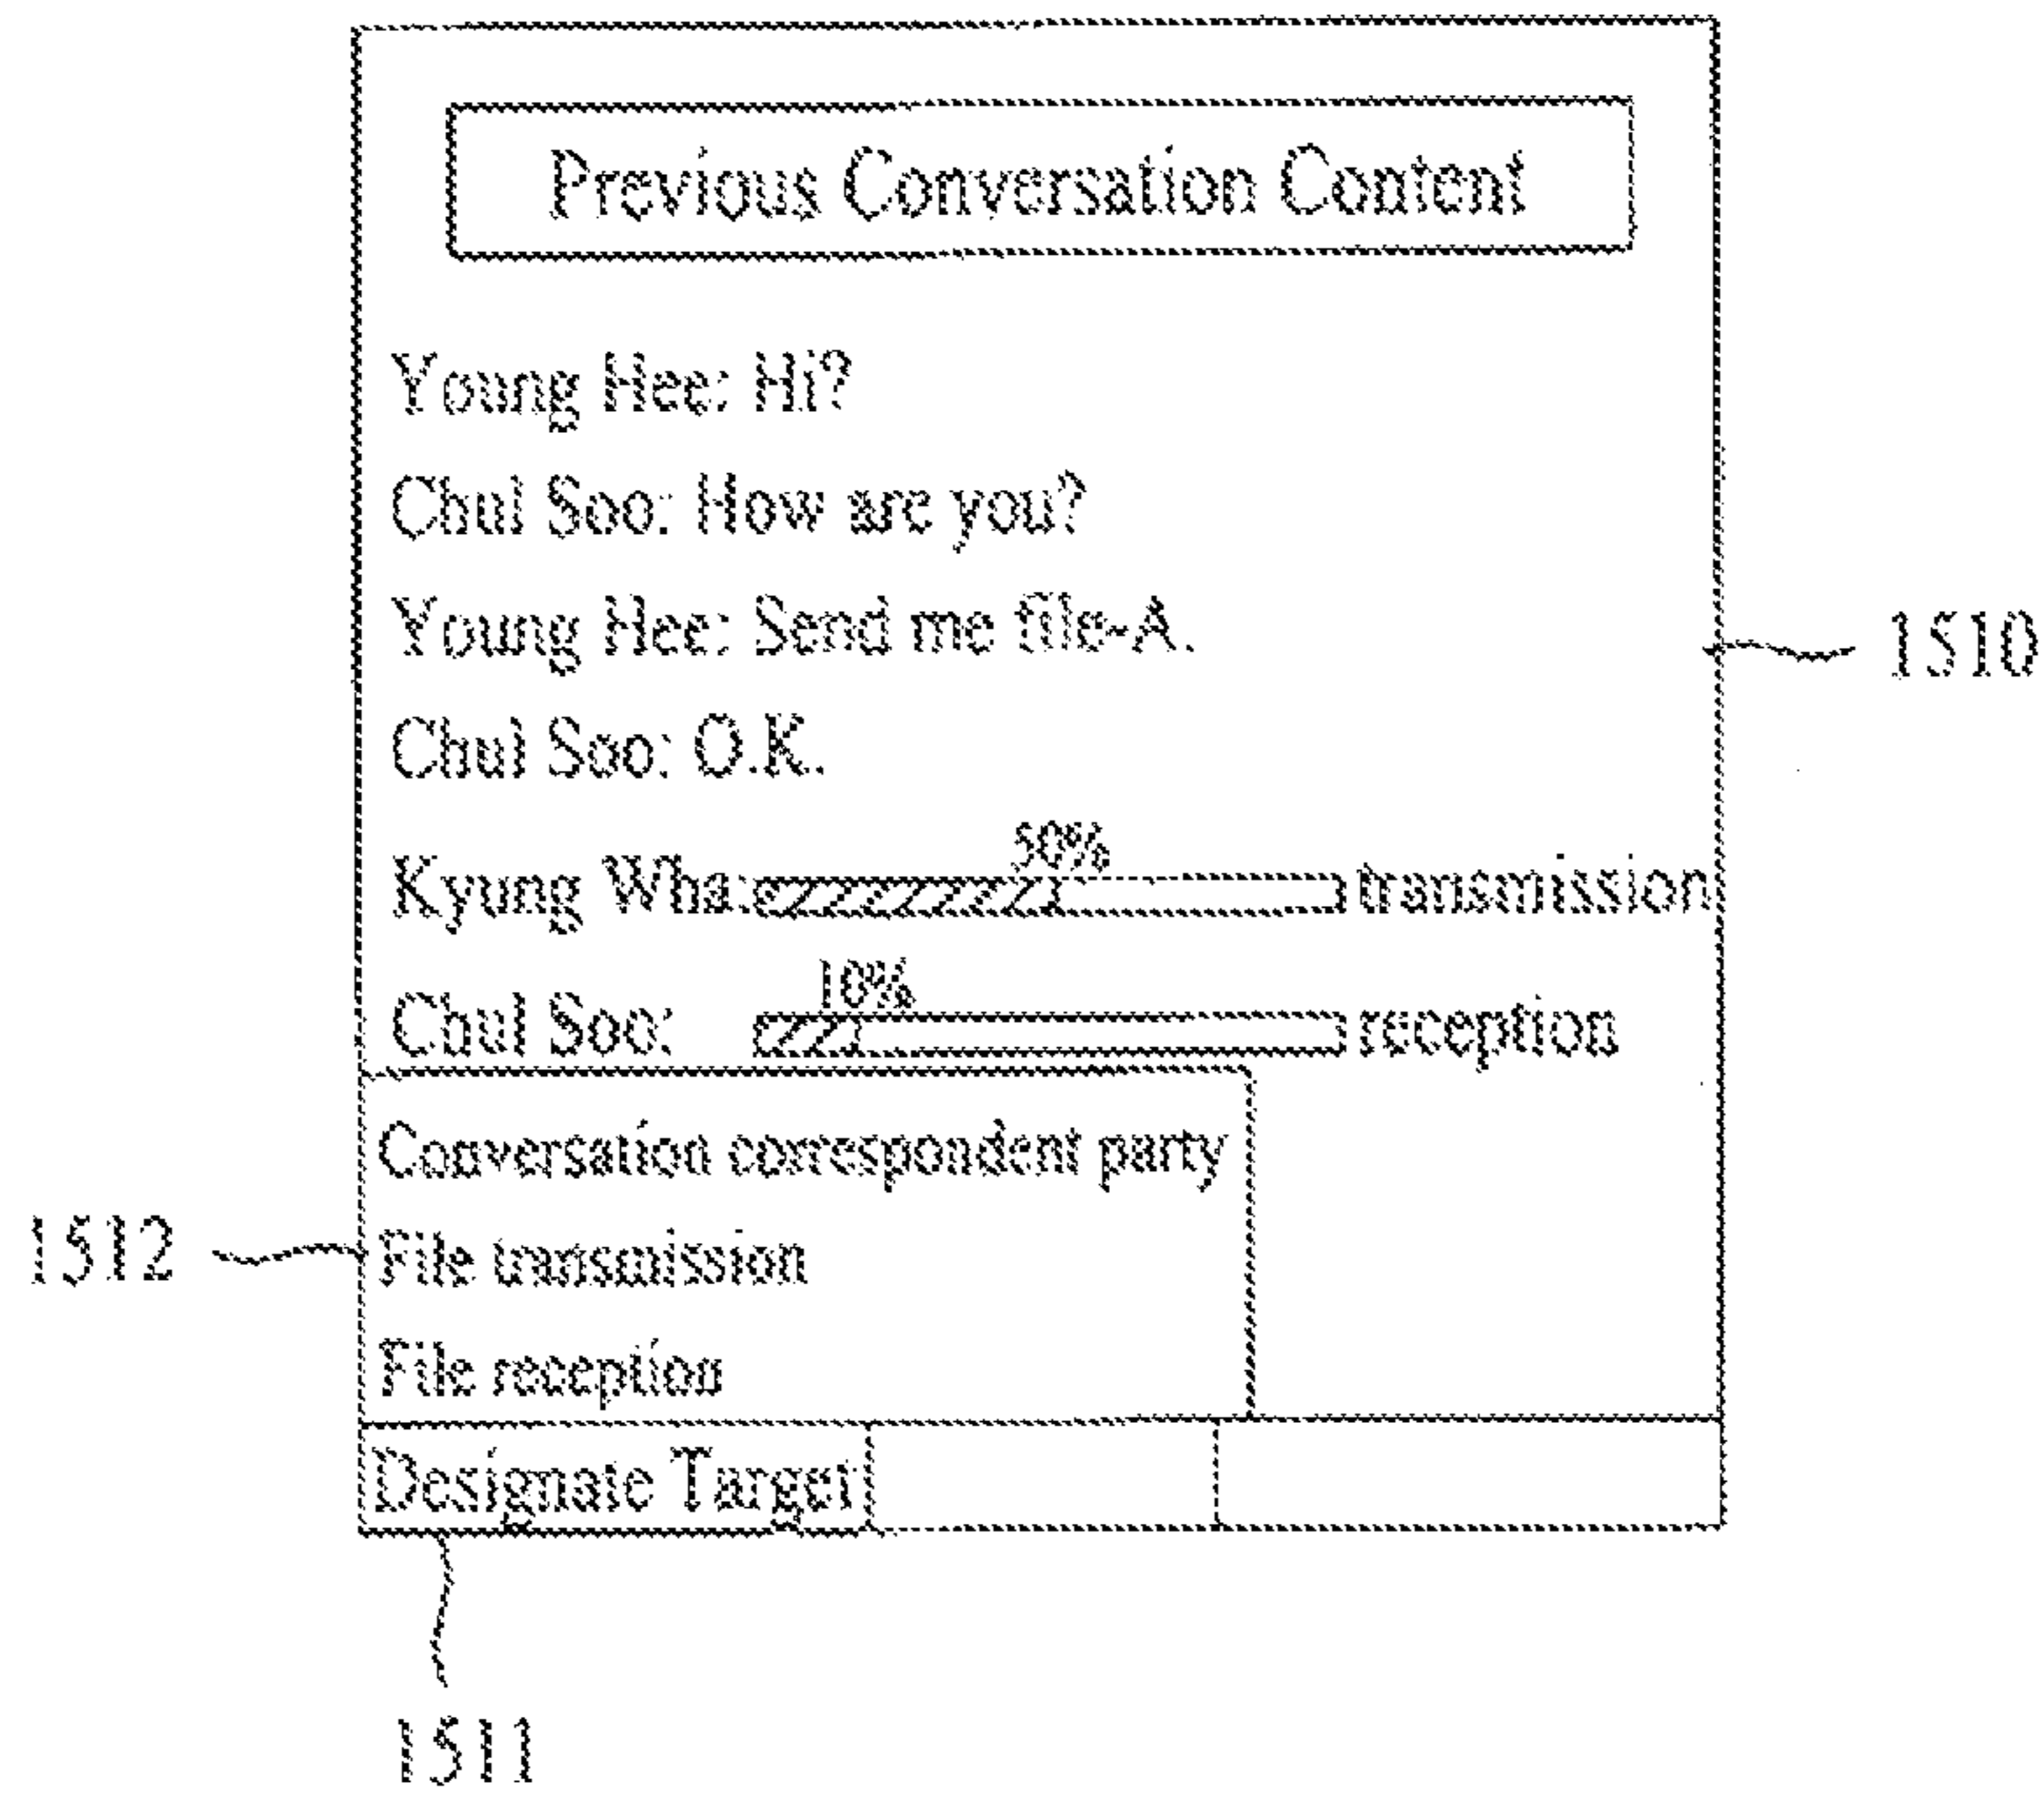 Previous Conversation Content
Young Hee: Hi?
Chul Soo: How are you?
Young Hee: Send me file-A.
1510
Chul Soo: O.K.
50%
Kyung Wha: transmission
10%
Chul Soo: reception
Conversation correspondent party
1512
File transmission
File reception
Designate Target
1511